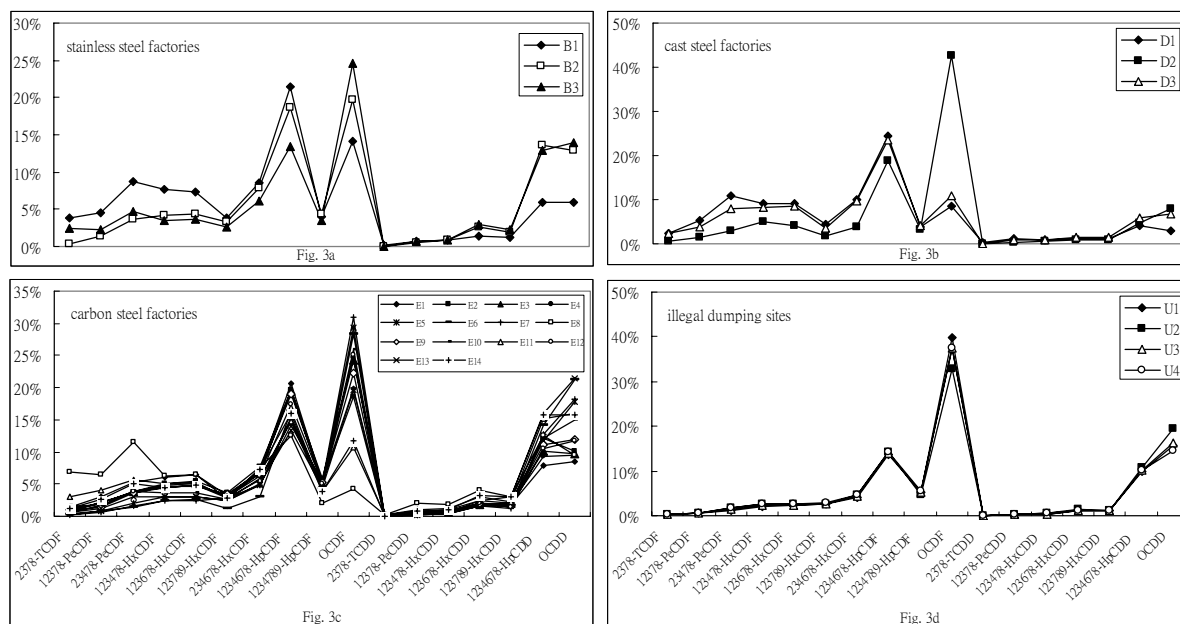 30%
25%
20%
15%
10%
5%
0%
stainless steel factories
B1
B2
B3
Fig. 3a
50%
40%
30%
20%
10%
0%
cast steel factories
D1
D2
D3
Fig. 3b
35%
30%
25%
20%
15%
10%
5%
0%
carbon steel factories
E1 E2 E3 E4
E5 E6 E7 E8
E9 E10 E11 E12
E13 E14
2378-TCDF
12378-PeCDF
23478-PeCDF
123478-HxCDF
123678-HxCDF
123789-HxCDF
234678-HxCDF
1234678-HpCDF
1234789-HpCDF
OCDF
2378-TCDD
12378-PeCDD
123478-HxCDD
123678-HxCDD
123789-HxCDD
1234678-HpCDD
OCDD
Fig. 3c
50%
40%
30%
20%
10%
0%
illegal dumping sites
U1
U2
U3
U4
2378-TCDF
12378-PeCDF
23478-PeCDF
123478-HxCDF
123678-HxCDF
123789-HxCDF
234678-HxCDF
1234678-HpCDF
1234789-HpCDF
OCDF
2378-TCDD
12378-PeCDD
123478-HxCDD
123678-HxCDD
123789-HxCDD
1234678-HpCDD
OCDD
Fig. 3d